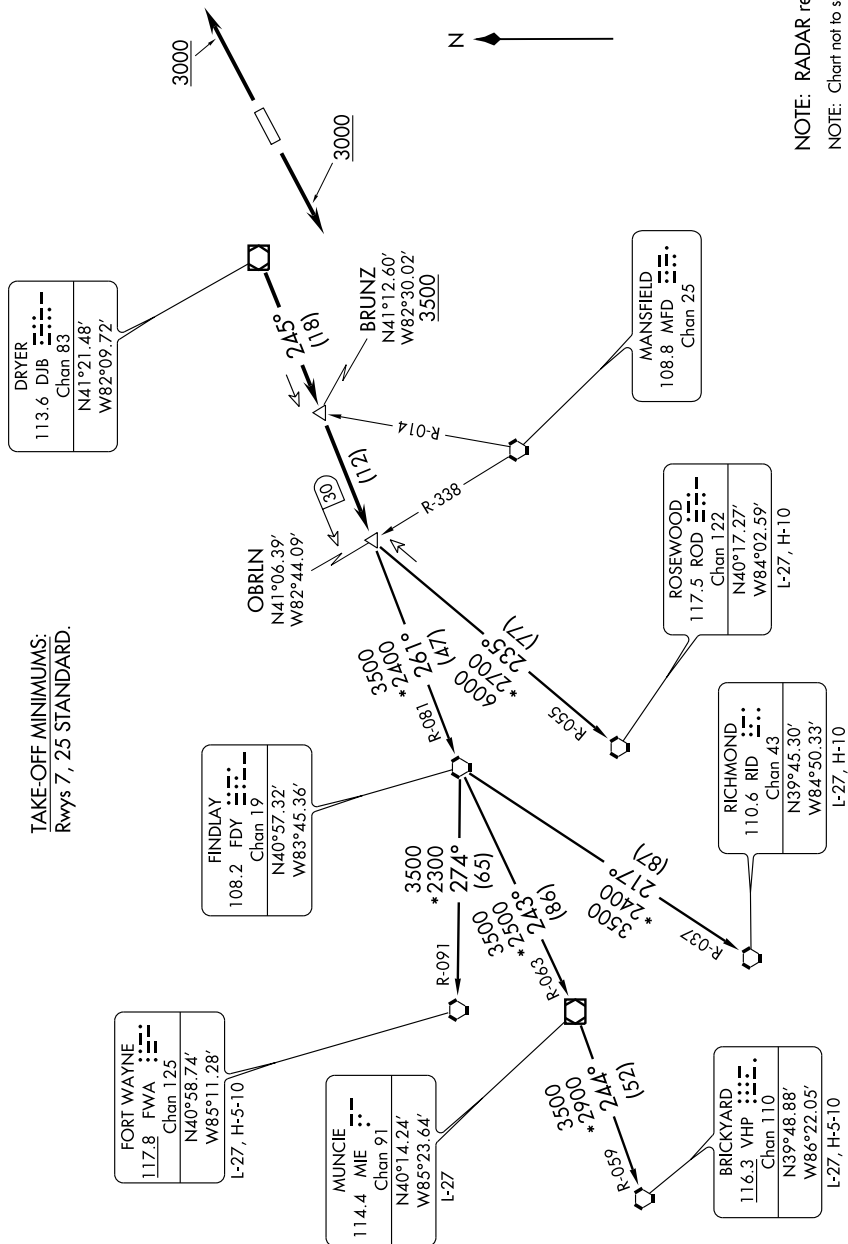 TAKE-OFF MINIMUMS:
Rwys 7, 25 STANDARD.
3000
3000
N
NOTE: RADAR re
NOTE: Chart not to s
DRYER
113.6 DJB
Chan 83
N41°21.48'
W82°09.72'
245°
(18)
BRUNZ
N41°12.60'
W82°30.02'
3500
(12)
30
R-014
R-338
MANSFIELD
108.8 MFD
Chan 25
OBRLN
N41°06.39'
W82°44.09'
3500
*2400
261°
(47)
R-081
6000
*2700
235°
(77)
R-055
ROSEWOOD
117.5 ROD
Chan 122
N40°17.27'
W84°02.59'
L-27, H-10
FINDLAY
108.2 FDY
Chan 19
N40°57.32'
W83°45.36'
3500
*2300
274°
(65)
R-091
3500
*2500
243°
(86)
R-063
3500
*2400
217°
(87)
R-037
RICHMOND
110.6 RID
Chan 43
N39°45.30'
W84°50.33'
L-27, H-10
FORT WAYNE
117.8 FWA
Chan 125
N40°58.74'
W85°11.28'
L-27, H-5-10
MUNCIE
114.4 MIE
Chan 91
N40°14.24'
W85°23.64'
L-27
3500
*2900
244°
(52)
R-059
BRICKYARD
116.3 VHP
Chan 110
N39°48.88'
W86°22.05'
L-27, H-5-10